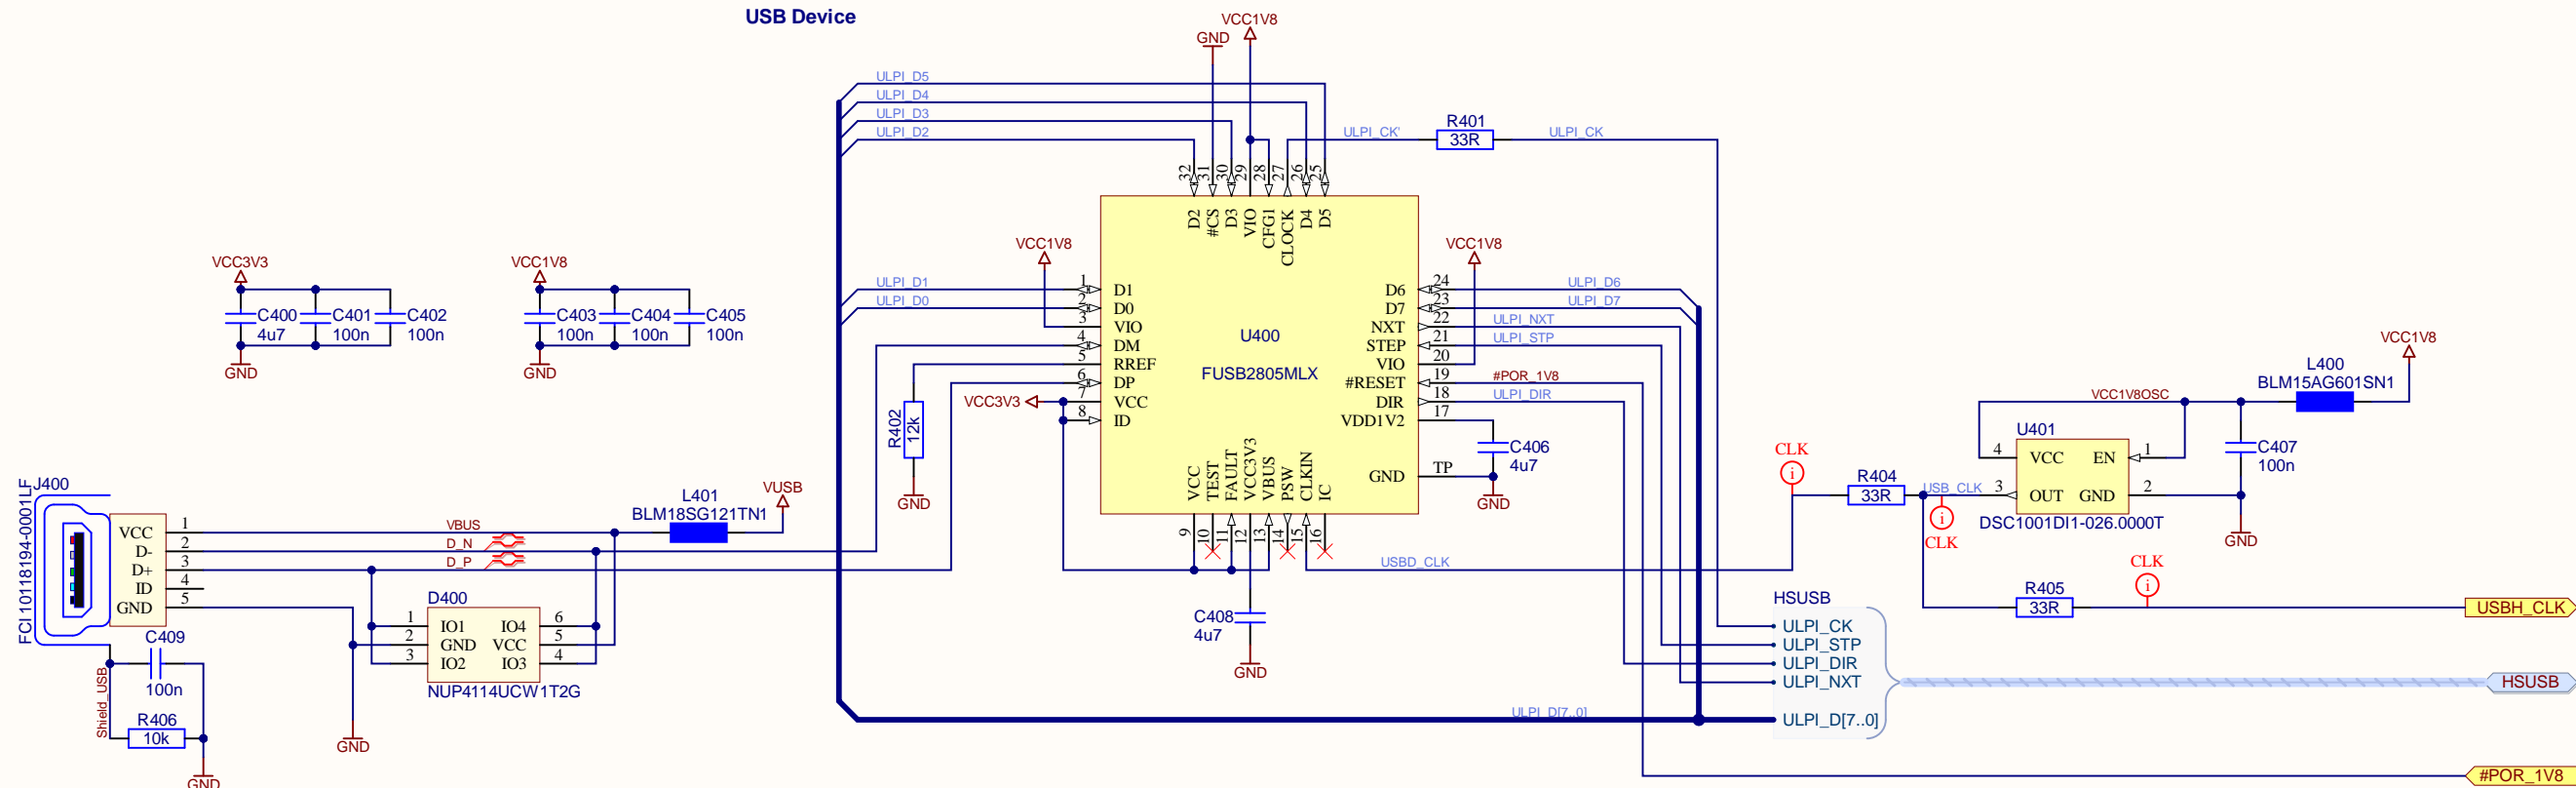 USB Device
VCC1V8
GND
ULPI_D5
ULPI_D4
ULPI_D3
ULPI_D2
ULPI_CK'
R401
33R
ULPI_CK
32 31 30 29 28 27 26 25
D2 #CS D3 VIO CFG1 CLOCK D4 D5
VCC3V3
C400
4u7
C401
100n
C402
100n
GND
VCC1V8
C403
100n
C404
100n
C405
100n
GND
VCC1V8
ULPI_D1
ULPI_D0
1 D1
2 D0
3 VIO
4 DM
5 RREF
6 DP
7 VCC
8 ID
VCC3V3
R402
12k
GND
U400
FUSB2805MLX
VCC1V8
D6 24 ULPI_D6
D7 23 ULPI_D7
NXT 22 ULPI_NXT
STEP 21 ULPI_STP
VIO 20
#RESET 19 #POR_1V8
DIR 18 ULPI_DIR
VDD1V2 17
GND TP
C406
4u7
GND
VCC TEST FAULT VCC3V3 VBUS PSW CLKIN IC
9 10 11 12 13 14 15 16
USBD_CLK
C408
4u7
GND
J400
FCI 10118194-0001LF
VCC 1
D- 2
D+ 3
ID 4
GND 5
VBUS
D_N
D_P
L401
BLM18SG121TN1
VUSB
D400
1 IO1 IO4 6
2 GND VCC 5
3 IO2 IO3 4
NUP4114UCW1T2G
GND
C409
100n
Shield_USB
R406
10k
GND
ULPI_D[7..0]
CLK
R404
33R
USB_CLK
CLK
VCC1V8
L400
BLM15AG601SN1
VCC1V8OSC
U401
4 VCC EN 1
3 OUT GND 2
DSC1001DI1-026.0000T
C407
100n
GND
CLK
R405
33R
USBH_CLK
HSUSB
ULPI_CK
ULPI_STP
ULPI_DIR
ULPI_NXT
ULPI_D[7..0]
HSUSB
#POR_1V8